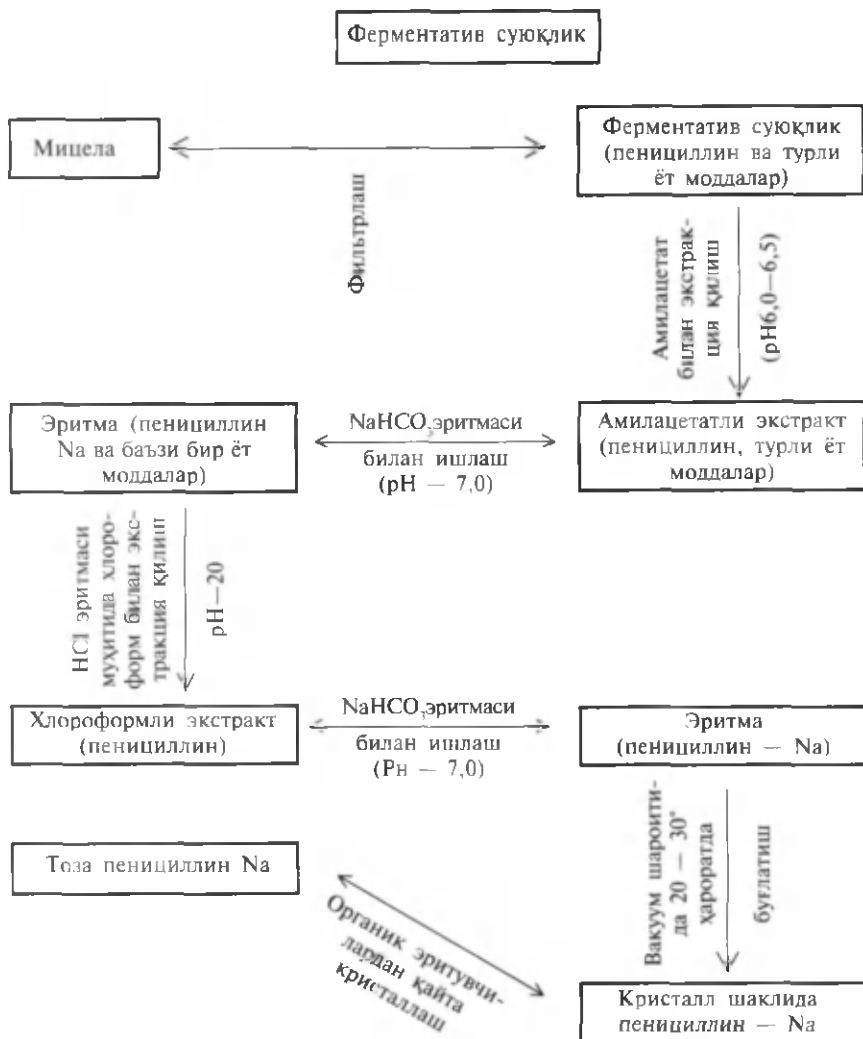 Ферментатив суюқлик
Мицела
Фильтрлаш
Ферментатив суюқлик
(пенициллин ва турли
ёт моддалар)
Амилацетат
билан экстрак-
ция қилиш
(pH6,0—6,5)
Эритма (пенициллин
Na ва баъзи бир ёт
моддалар)
NaHCO₃эритмаси
билан ишлаш
(pH — 7,0)
Амилацетатли экстракт
(пенициллин, турли ёт
моддалар)
HCl эритмаси
муҳитида хлоро-
форм билан экс-
тракция қилиш
pH—20
Хлороформли экстракт
(пенициллин)
NaHCO₃эритмаси
билан ишлаш
(Рн — 7,0)
Эритма
(пенициллин — Na)
Вакуум шароити-
да 20 — 30°
ҳароратда
буғлатиш
Тоза пенициллин Na
Органик эритувчи-
лардан қайта
кристаллаш
Кристалл шаклида
пенициллин — Na